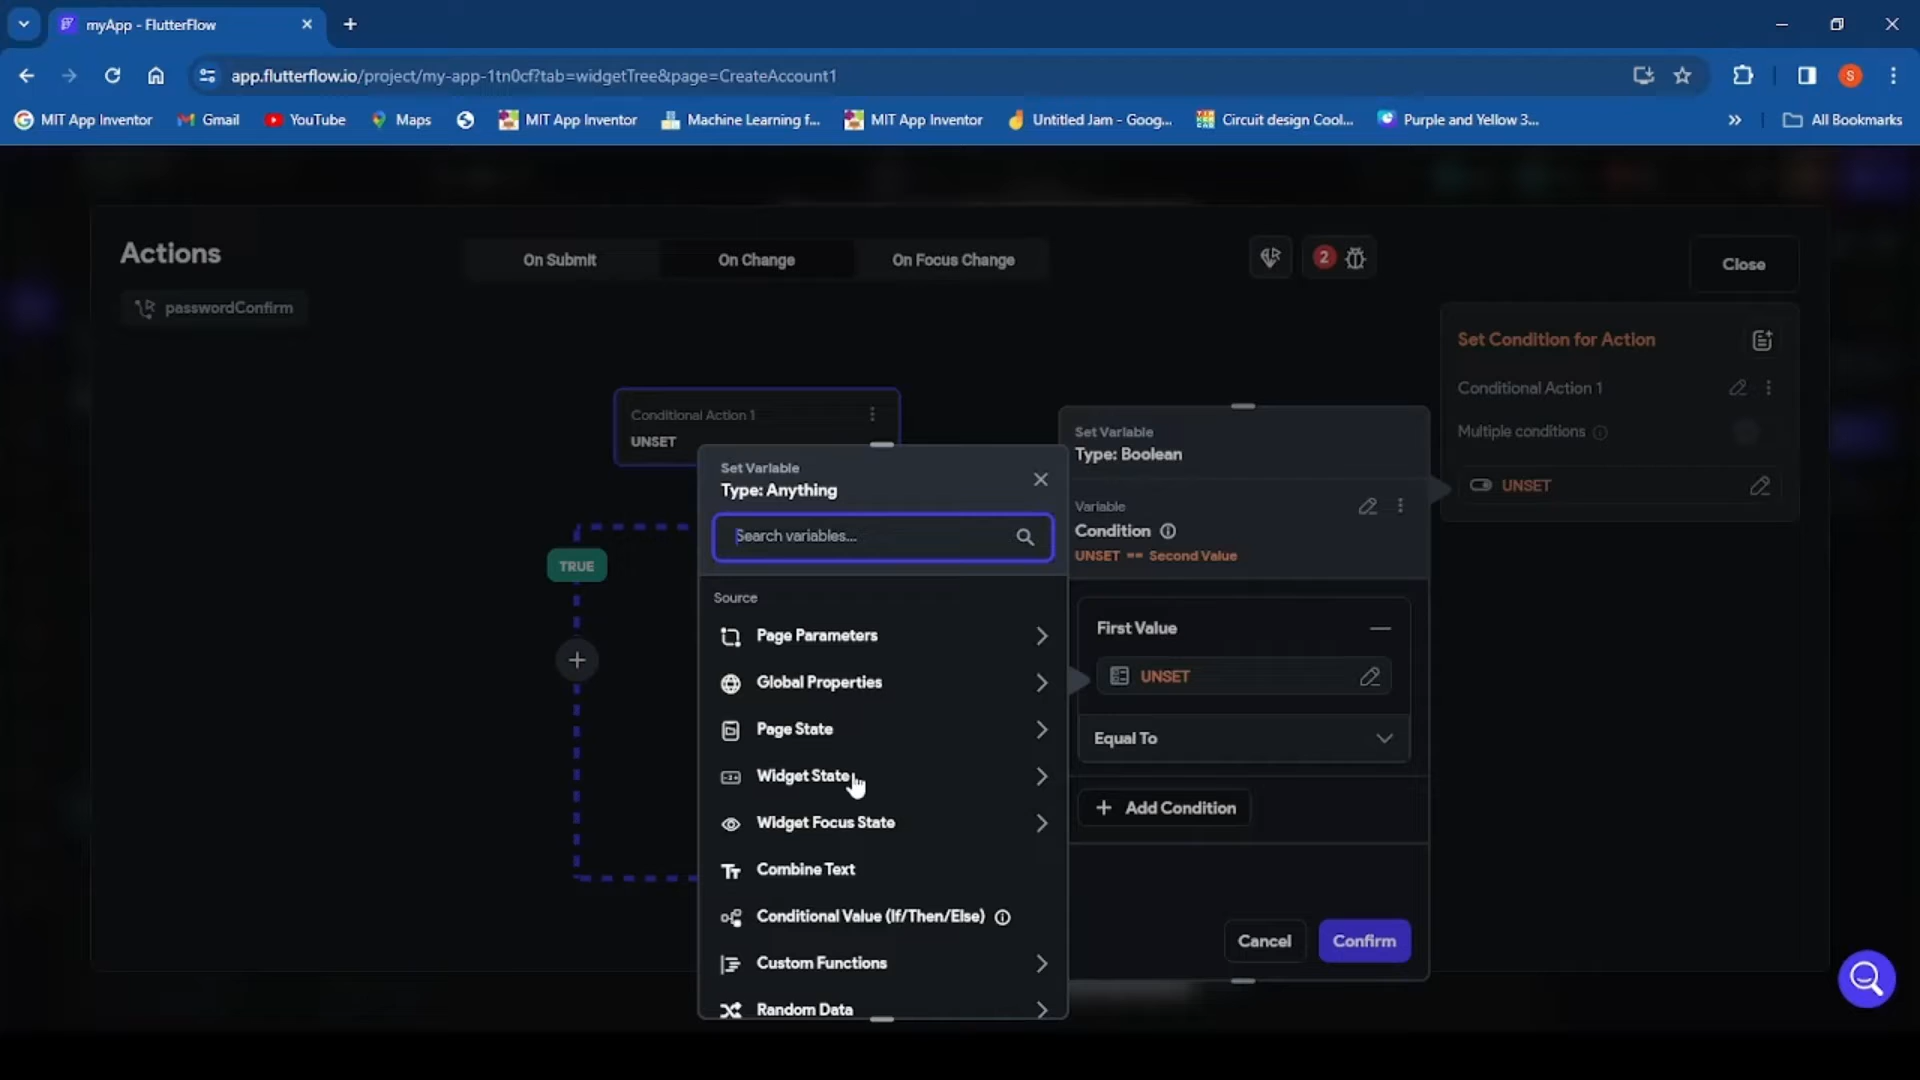 myApp - FlutterFlow
app.flutterflow.io/project/my-app-1tn0cf?tab=widgetTree&page=CreateAccount1
S
MIT App Inventor
Gmail
YouTube
Maps
MIT App Inventor
Machine Learning f...
MIT App Inventor
Untitled Jam - Goog...
Circuit design Cool...
Purple and Yellow 3...
All Bookmarks
Actions
On Submit
On Change
On Focus Change
2
Close
passwordConfirm
Set Condition for Action
Conditional Action 1
Multiple conditions
UNSET
Conditional Action 1
UNSET
TRUE
Set Variable
Type: Anything
Search variables...
Source
Page Parameters
Global Properties
Page State
Widget State
Widget Focus State
Combine Text
Conditional Value (If/Then/Else)
Custom Functions
Random Data
Set Variable
Type: Boolean
Variable
Condition
UNSET == Second Value
First Value
UNSET
Equal To
Add Condition
Cancel
Confirm